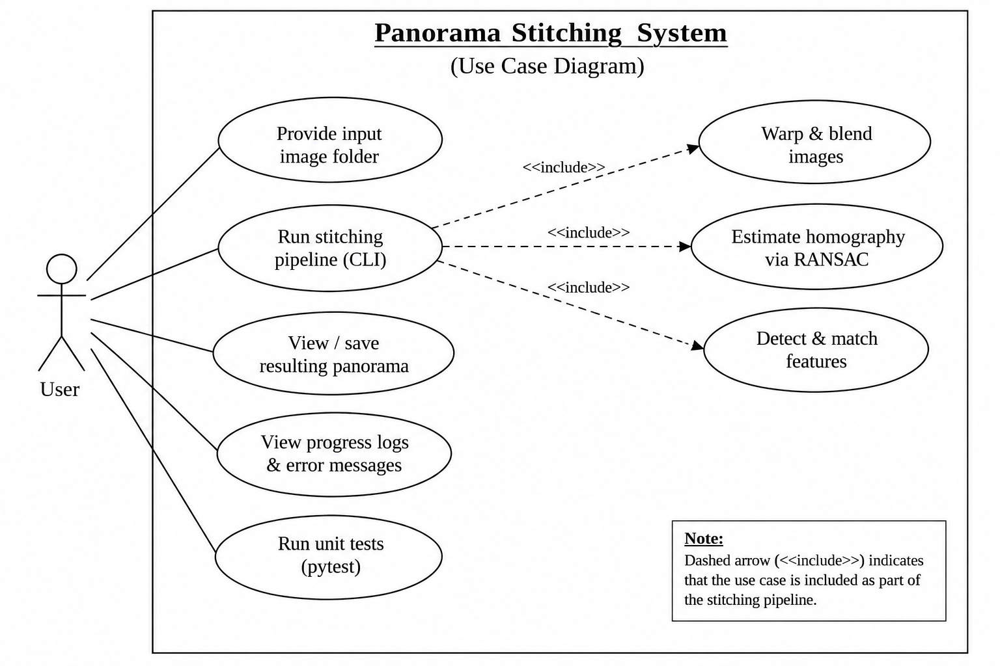 Panorama Stitching System
(Use Case Diagram)
Provide input
image folder
Warp & blend
images
<<include>>
Run stitching
pipeline (CLI)
<<include>>
Estimate homography
via RANSAC
<<include>>
View / save
resulting panorama
Detect & match
features
User
View progress logs
& error messages
Run unit tests
(pytest)
Note:
Dashed arrow (<<include>>) indicates
that the use case is included as part of
the stitching pipeline.